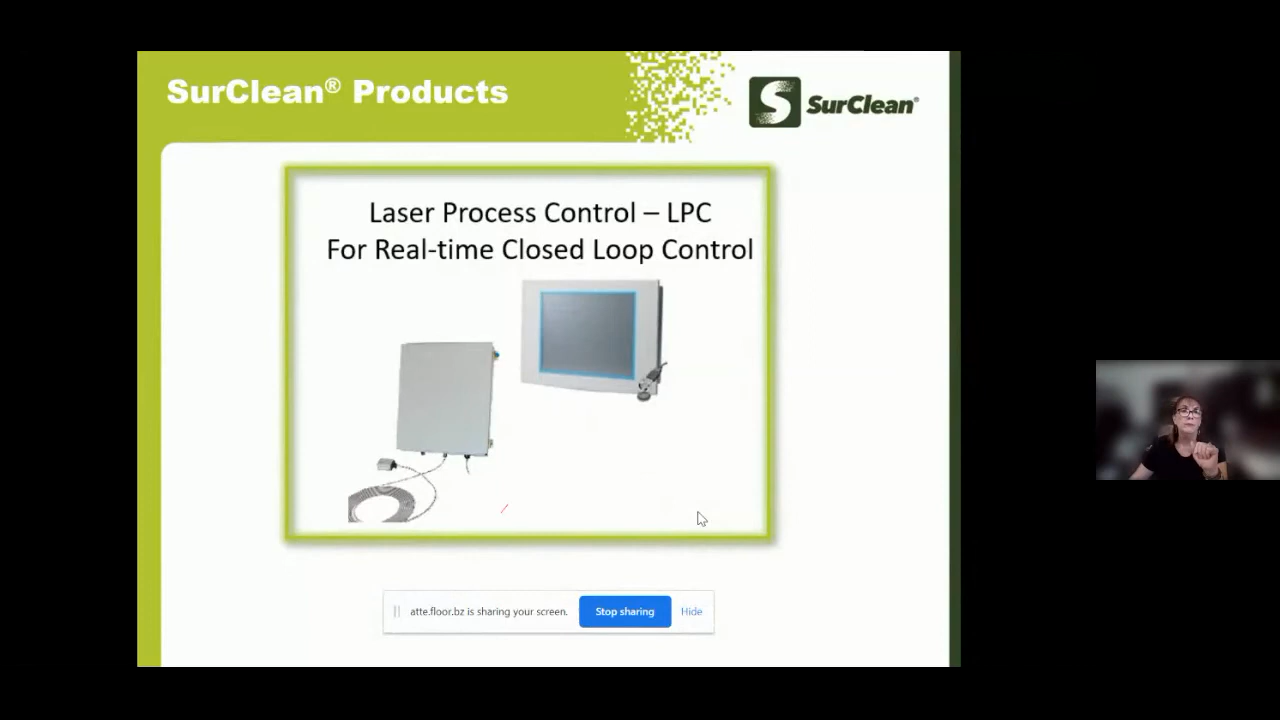 SurClean® Products
SurClean®
Laser Process Control – LPC
For Real-time Closed Loop Control
atte.floor.bz is sharing your screen.
Stop sharing
Hide